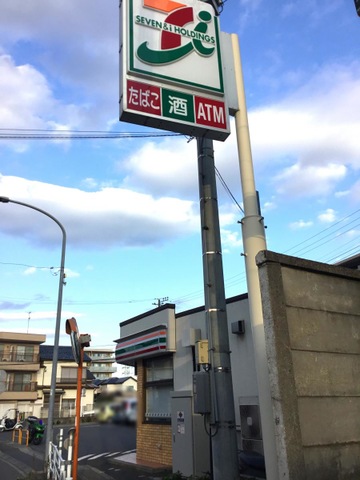 SEVEN & i HOLDINGS
たばこ 酒 ATM